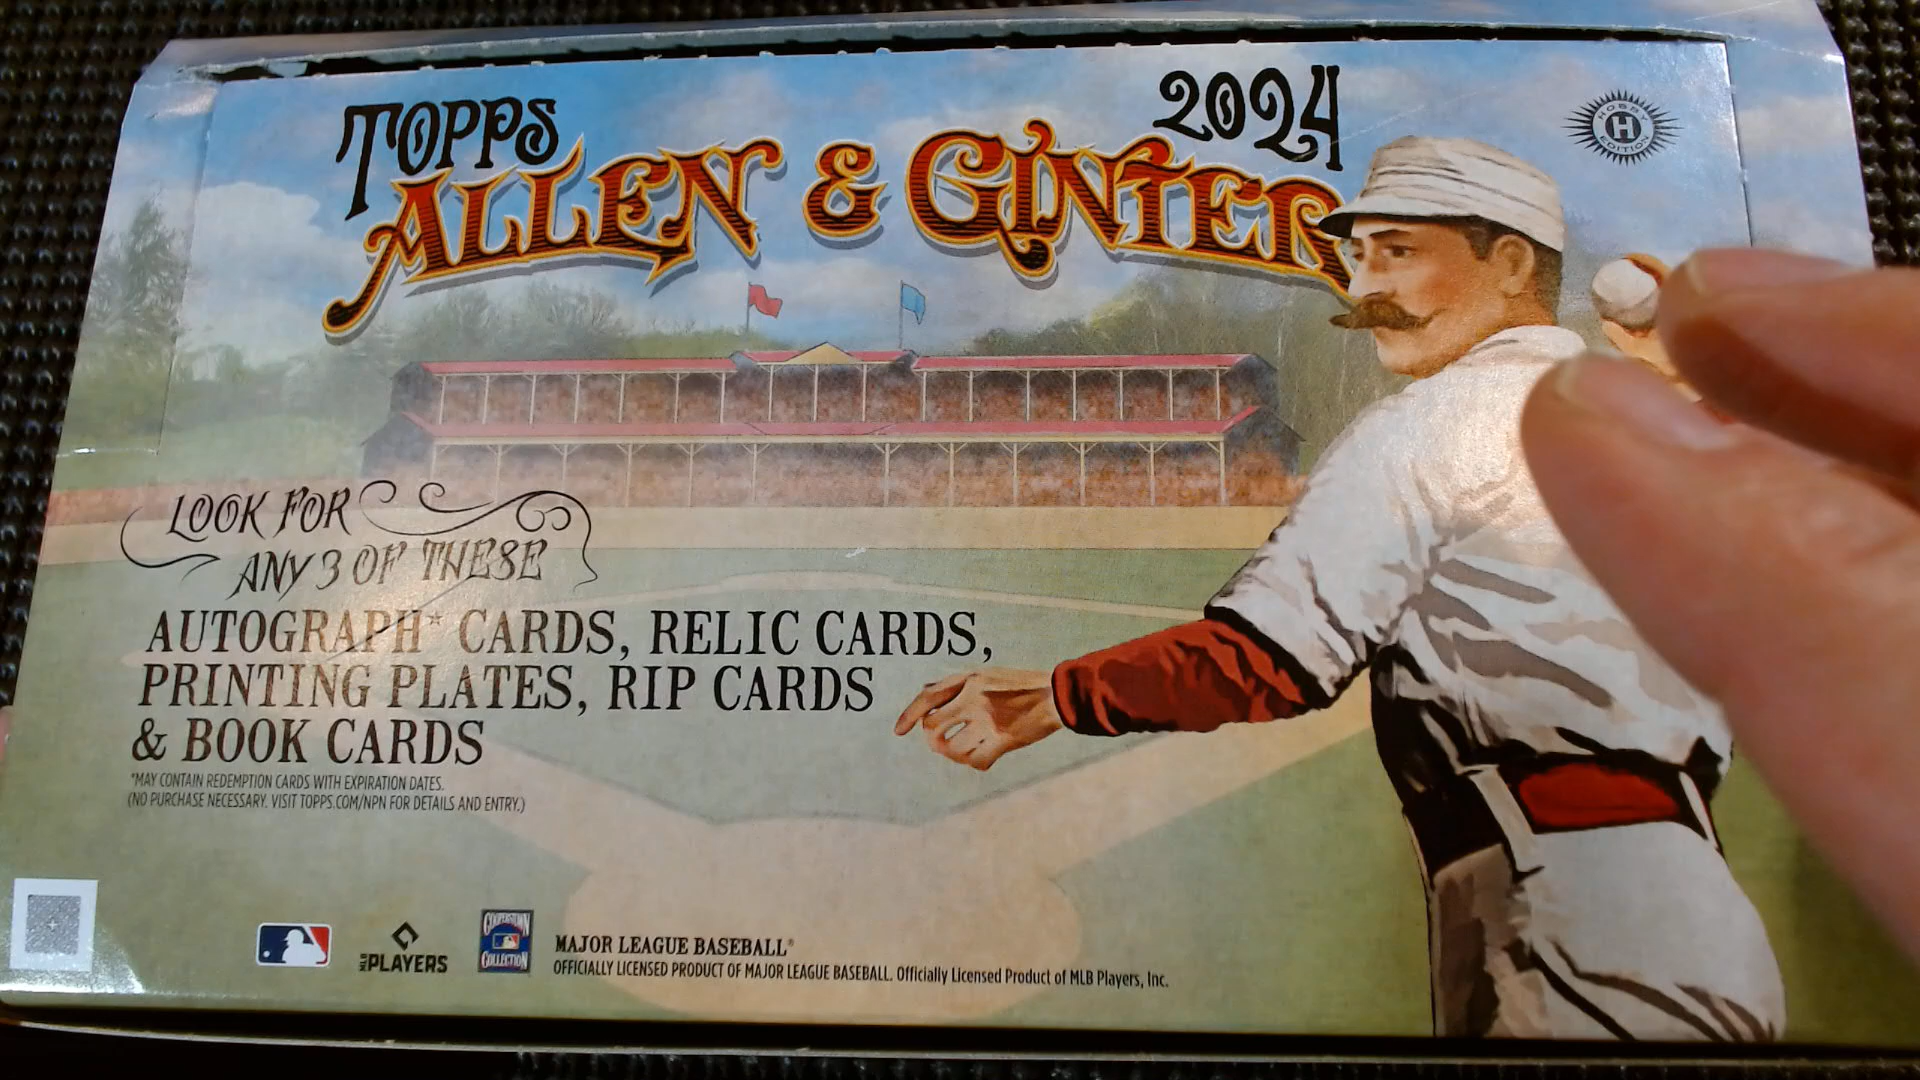 2024
TOPPS
ALLEN & GINTER
HOBBY
H
EDITION
LOOK FOR
ANY 3 OF THESE
AUTOGRAPH* CARDS, RELIC CARDS,
PRINTING PLATES, RIP CARDS
& BOOK CARDS
*MAY CONTAIN REDEMPTION CARDS WITH EXPIRATION DATES.
(NO PURCHASE NECESSARY. VISIT TOPPS.COM/NPN FOR DETAILS AND ENTRY.)
MLB PLAYERS
COOPERSTOWN
COLLECTION
MAJOR LEAGUE BASEBALL®
OFFICIALLY LICENSED PRODUCT OF MAJOR LEAGUE BASEBALL. Officially Licensed Product of MLB Players, Inc.